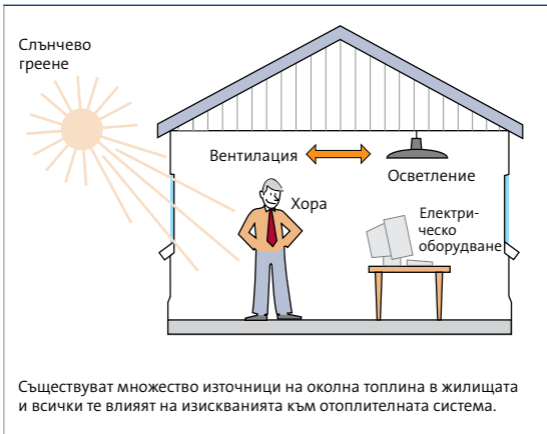 Слънчево
греене
Вентилация
Осветление
Хора
Електри-
ческо
оборудване
Съществуват множество източници на околна топлина в жилищата
и всички те влияят на изискванията към отоплителната система.